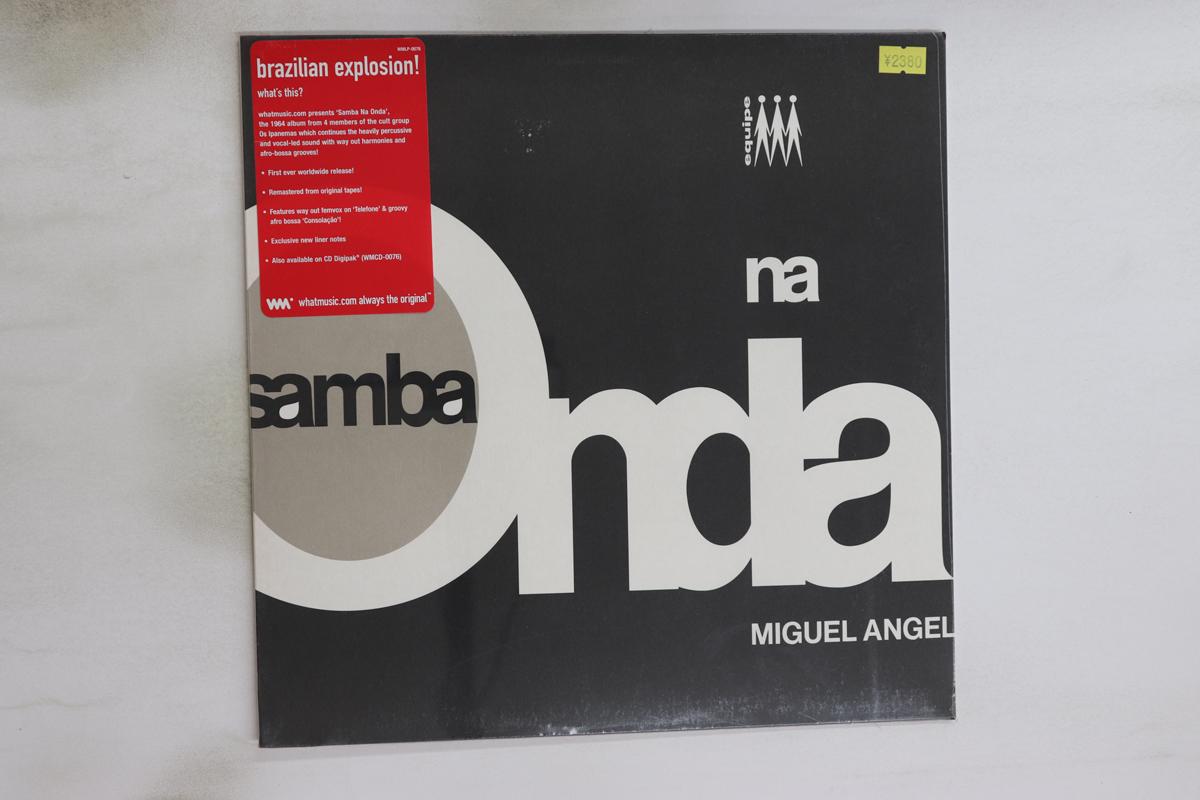 WMLP-0076
brazilian explosion!
what's this?
whatmusic.com presents 'Samba Na Onda',
the 1964 album from 4 members of the cult group
Os Ipanemas which continues the heavily percussive
and vocal-led sound with way out harmonies and
afro-bossa grooves!
• First ever worldwide release!
• Remastered from original tapes!
• Features way out femvox on 'Telefone' & groovy
afro bossa 'Consolação'!
• Exclusive new liner notes
• Also available on CD Digipak® (WMCD-0076)
WM® whatmusic.com always the original™
¥2380
equipe
na
samba
Onda
MIGUEL ANGEL